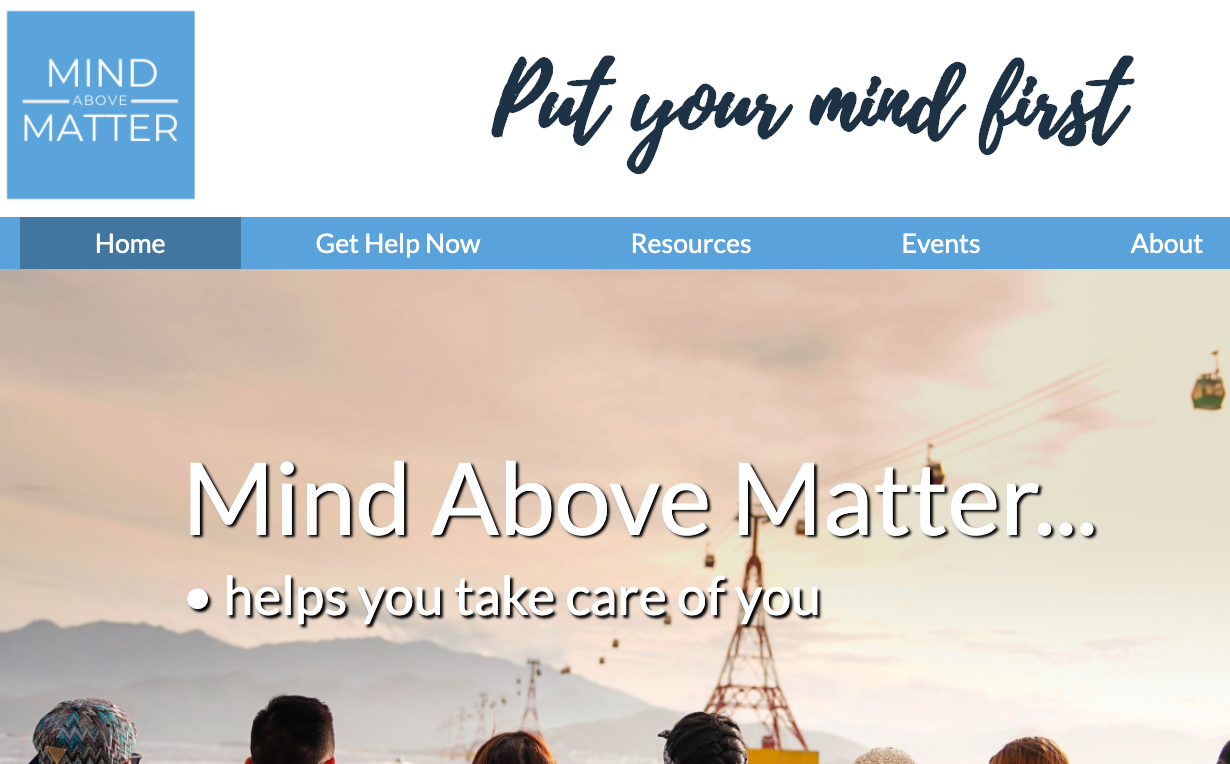 MIND
ABOVE
MATTER
Put your mind first
Home Get Help Now Resources Events About
Mind Above Matter...
• helps you take care of you